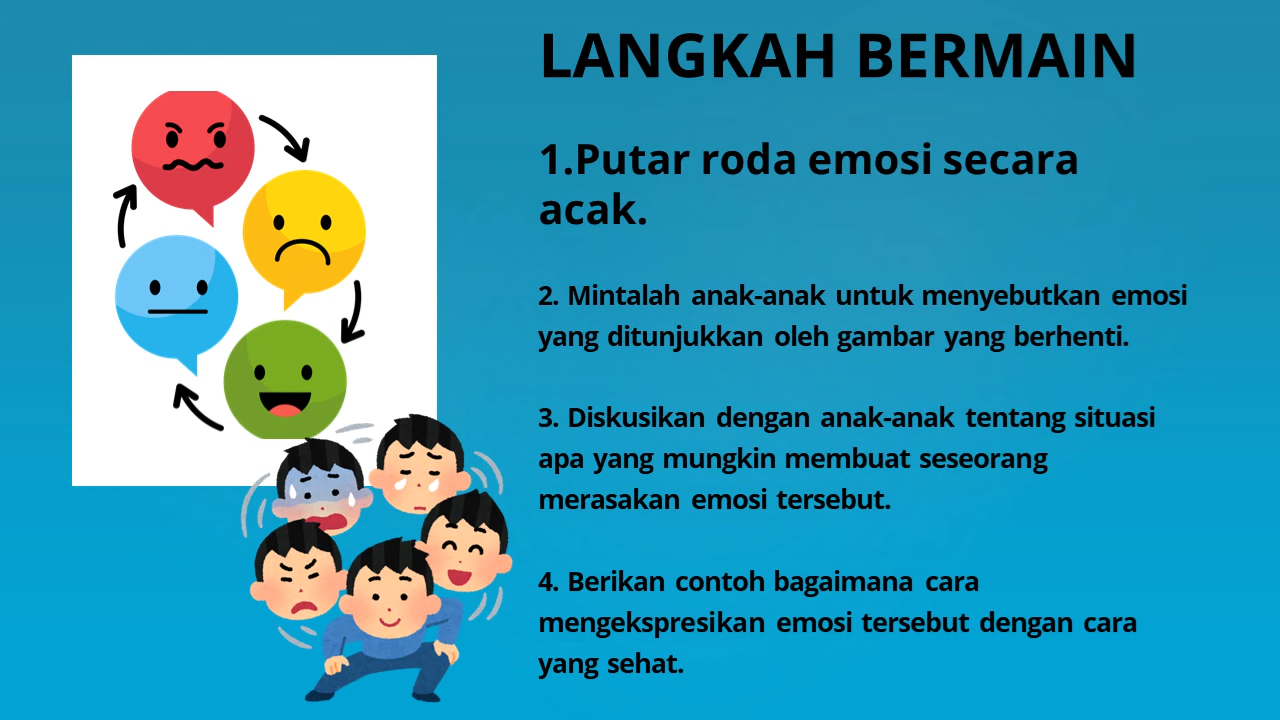 LANGKAH BERMAIN
1.Putar roda emosi secara
acak.
2. Mintalah anak-anak untuk menyebutkan emosi
yang ditunjukkan oleh gambar yang berhenti.
3. Diskusikan dengan anak-anak tentang situasi
apa yang mungkin membuat seseorang
merasakan emosi tersebut.
4. Berikan contoh bagaimana cara
mengekspresikan emosi tersebut dengan cara
yang sehat.